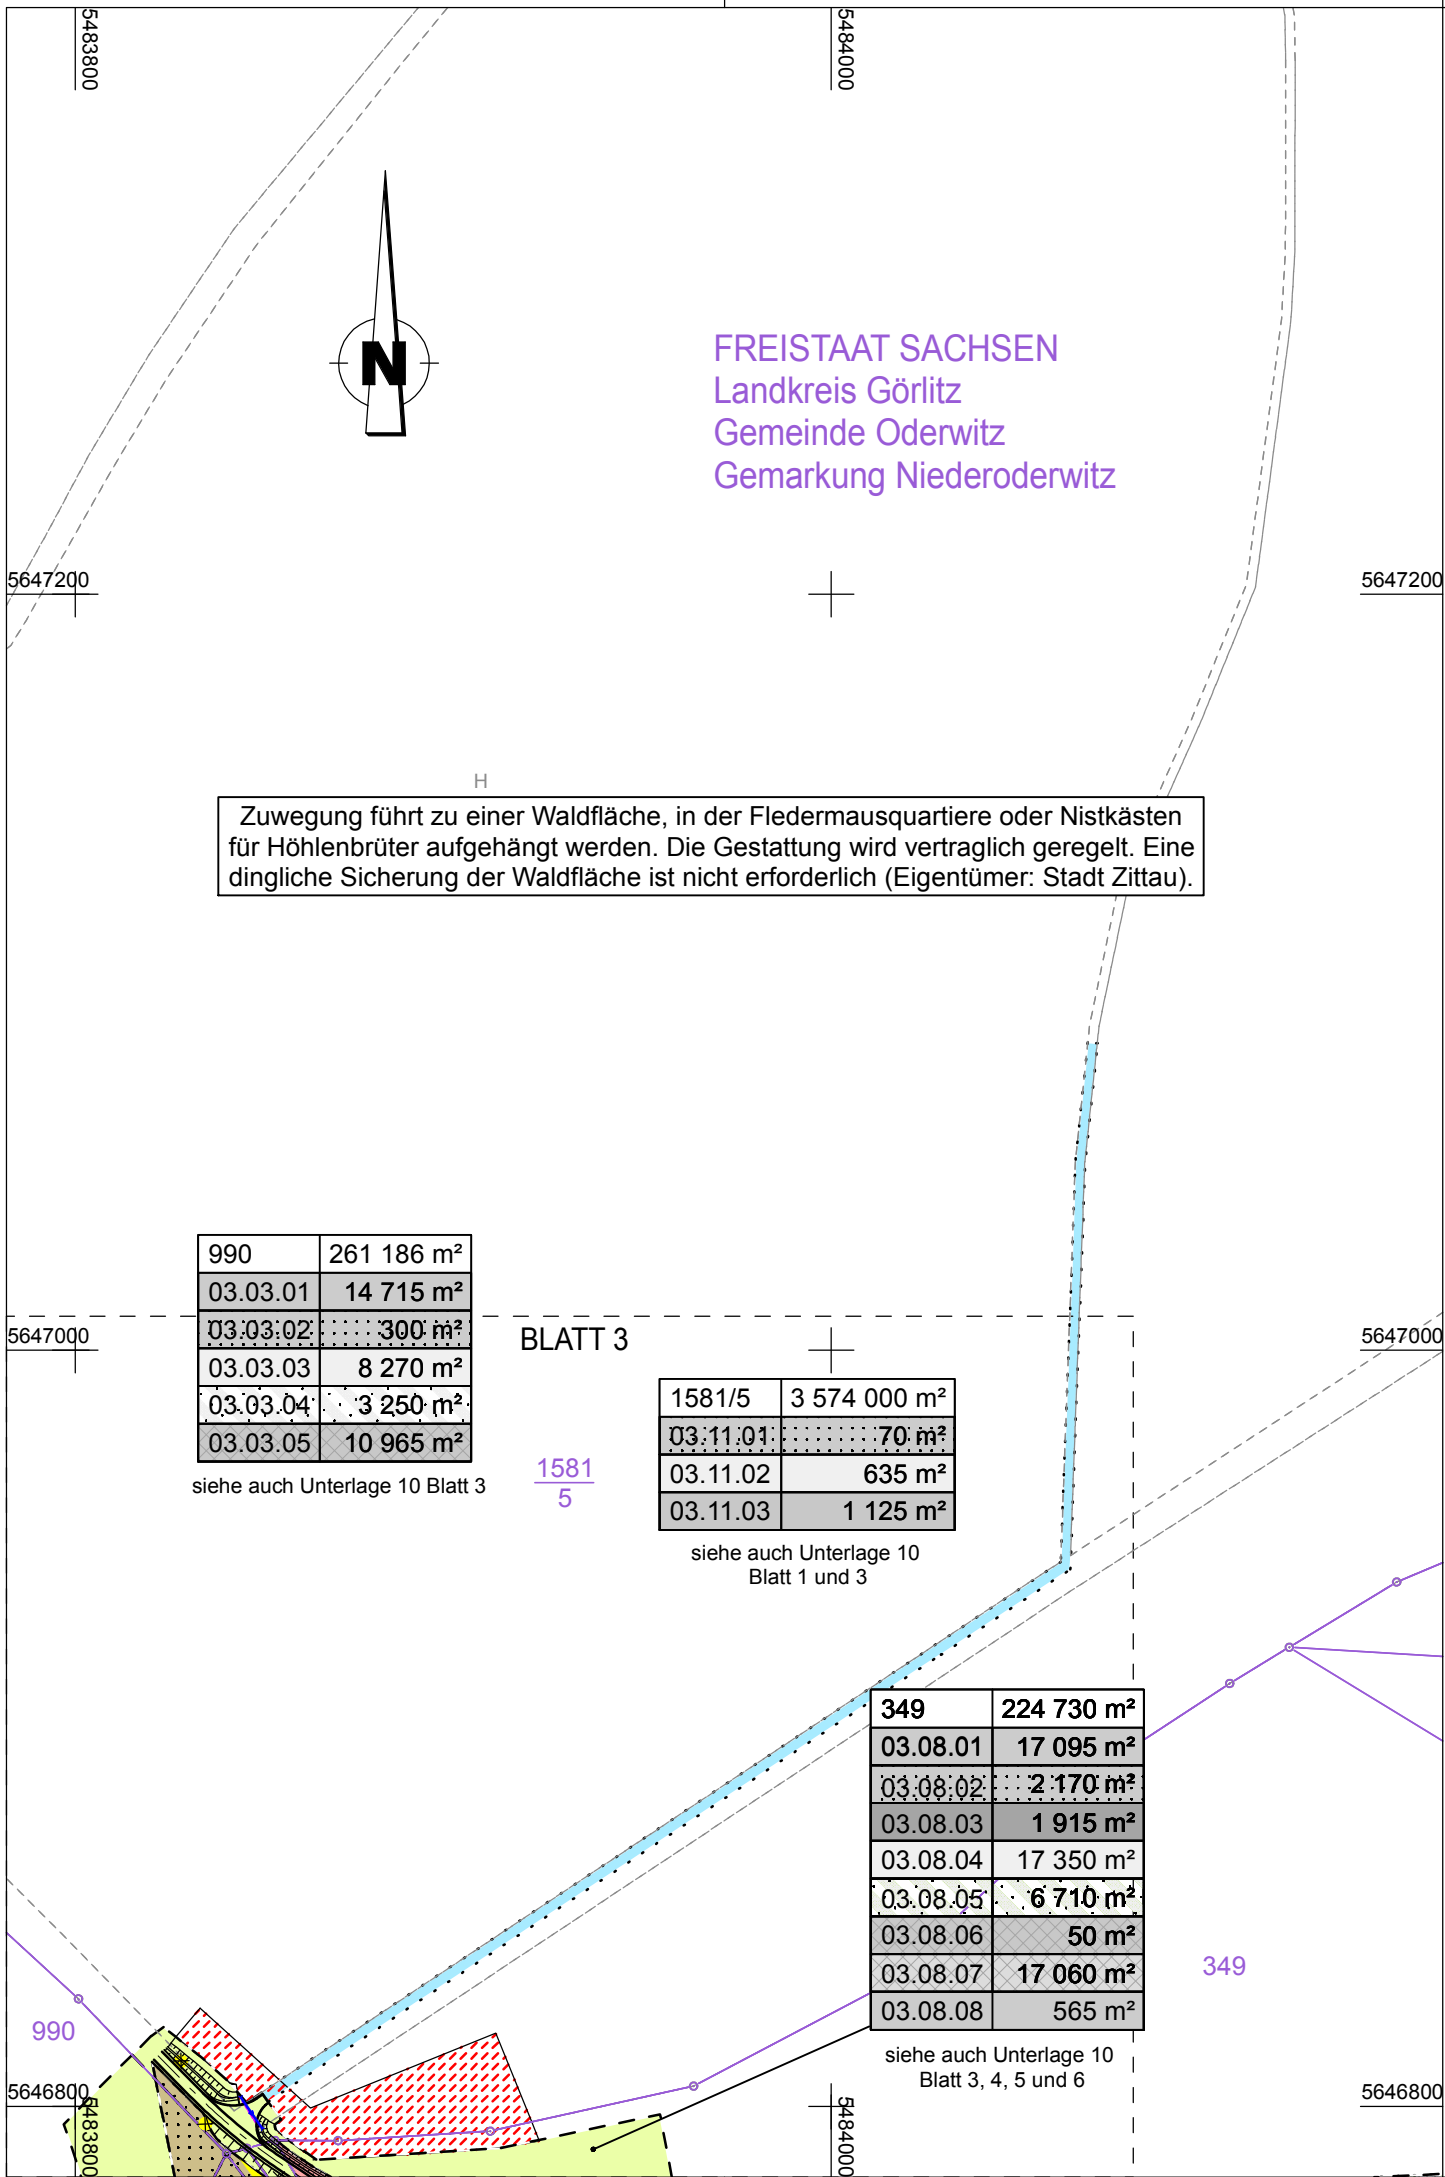 5483800
5484000
N
FREISTAAT SACHSEN
Landkreis Görlitz
Gemeinde Oderwitz
Gemarkung Niederoderwitz
5647200
5647200
H
Zuwegung führt zu einer Waldfläche, in der Fledermausquartiere oder Nistkästen
für Höhlenbrüter aufgehängt werden. Die Gestattung wird vertraglich geregelt. Eine
dingliche Sicherung der Waldfläche ist nicht erforderlich (Eigentümer: Stadt Zittau).
990 261 186 m²
03.03.01 14 715 m²
03.03.02 300 m²
03.03.03 8 270 m²
03.03.04 3 250 m²
03.03.05 10 965 m²
siehe auch Unterlage 10 Blatt 3
5647000
BLATT 3
5647000
1581/5 3 574 000 m²
03.11.01 70 m²
03.11.02 635 m²
03.11.03 1 125 m²
siehe auch Unterlage 10
Blatt 1 und 3
1581
5
349 224 730 m²
03.08.01 17 095 m²
03.08.02 2 170 m²
03.08.03 1 915 m²
03.08.04 17 350 m²
03.08.05 6 710 m²
03.08.06 50 m²
03.08.07 17 060 m²
03.08.08 565 m²
siehe auch Unterlage 10
Blatt 3, 4, 5 und 6
349
990
5646800
5646800
5483800
5484000